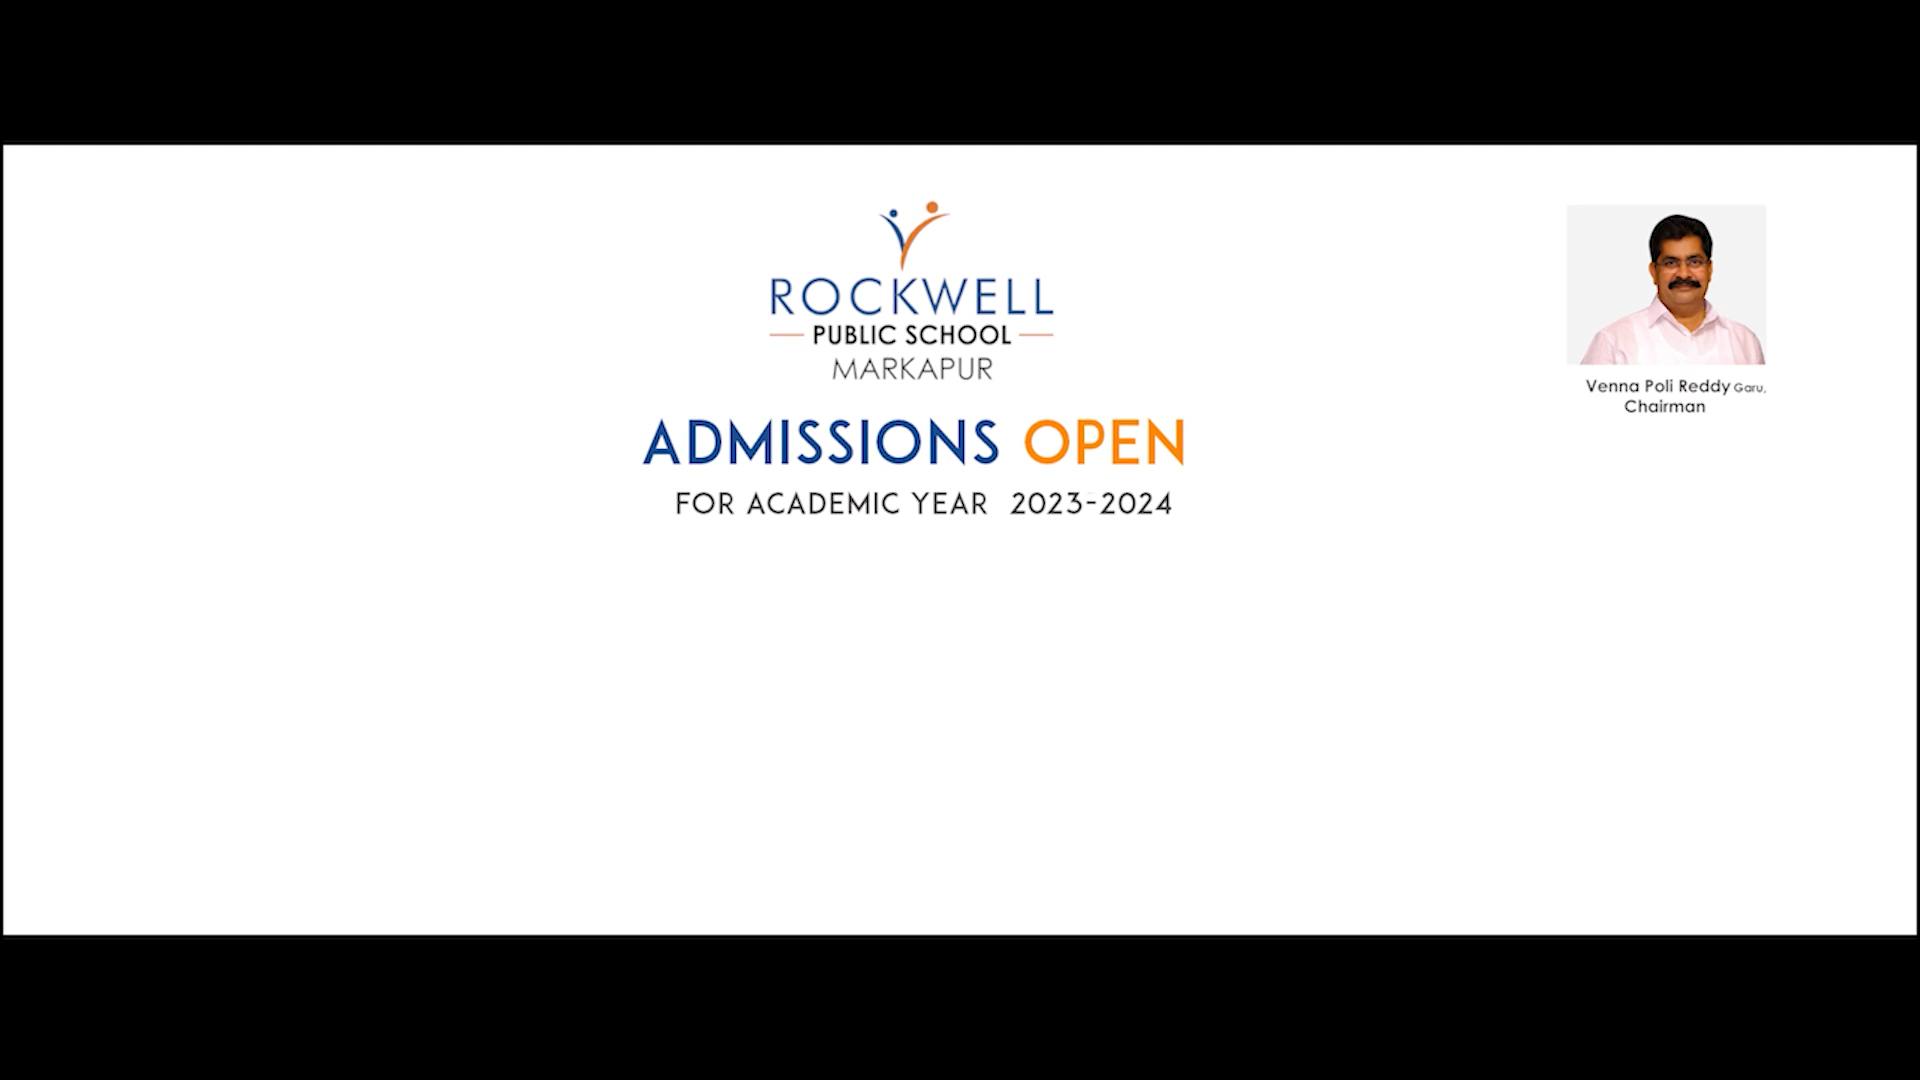 ROCKWELL
PUBLIC SCHOOL
MARKAPUR
ADMISSIONS OPEN
FOR ACADEMIC YEAR 2023-2024
Venna Poli Reddy Garu,
Chairman